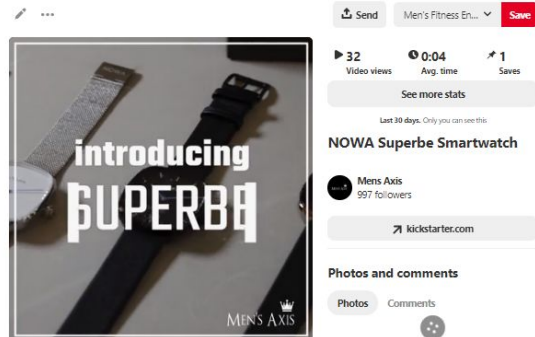 Send
Men's Fitness En...
Save
32
Video views
0:04
Avg. time
1
Saves
See more stats
Last 30 days. Only you can see this
NOWA Superbe Smartwatch
Mens Axis
997 followers
kickstarter.com
Photos and comments
Photos
Comments
NOWA
introducing
SUPERBE
MEN'S AXIS